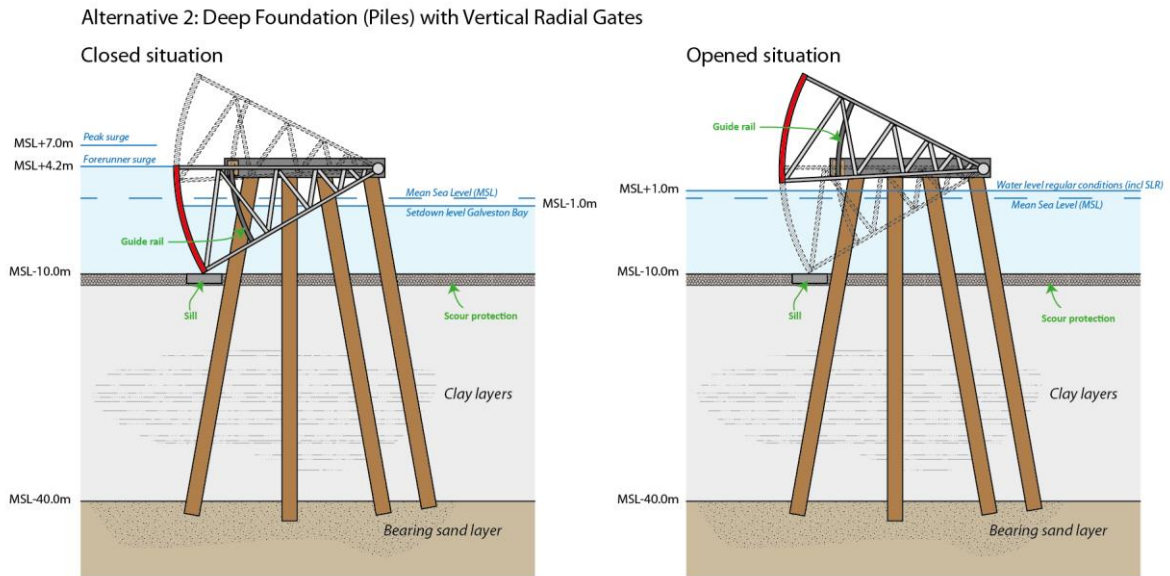 Alternative 2: Deep Foundation (Piles) with Vertical Radial Gates
Closed situation
MSL+7.0m
Peak surge
MSL+4.2m
Forerunner surge
Mean Sea Level (MSL)
MSL-1.0m
Setdown level Galveston Bay
Guide rail
MSL-10.0m
Sill
Scour protection
Clay layers
MSL-40.0m
Bearing sand layer
Opened situation
Guide rail
MSL+1.0m
Water level regular conditions (incl SLR)
Mean Sea Level (MSL)
MSL-10.0m
Sill
Scour protection
Clay layers
MSL-40.0m
Bearing sand layer